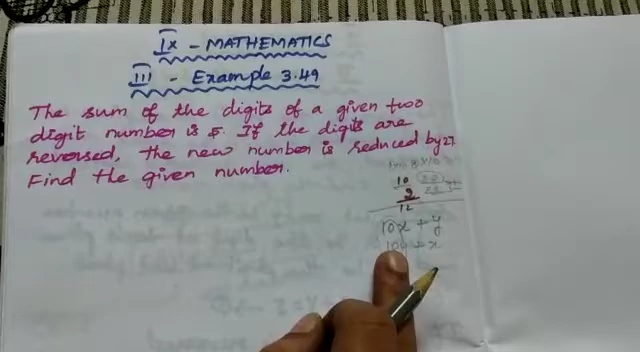 IX - MATHEMATICS
III - Example 3.49
The sum of the digits of a given two
digit number is 5. If the digits are
reversed, the new number is reduced by 27.
Find the given number.
10
2
12
10x + y
10y + x